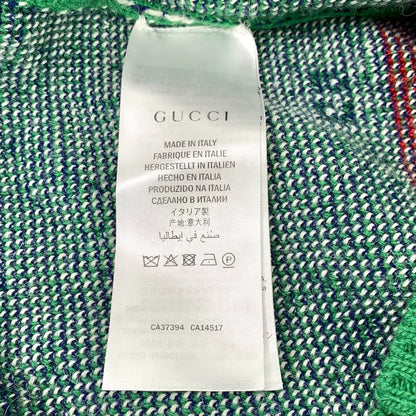 GUCCI
MADE IN ITALY
FABRIQUE EN ITALIE
HERGESTELLT IN ITALIEN
HECHO EN ITALIA
PRODUZIDO NA ITALIA
СДЕЛАНО В ИТАЛИИ
イタリア製
产地:意大利
صنع في ايطاليا
CA37394 CA14517